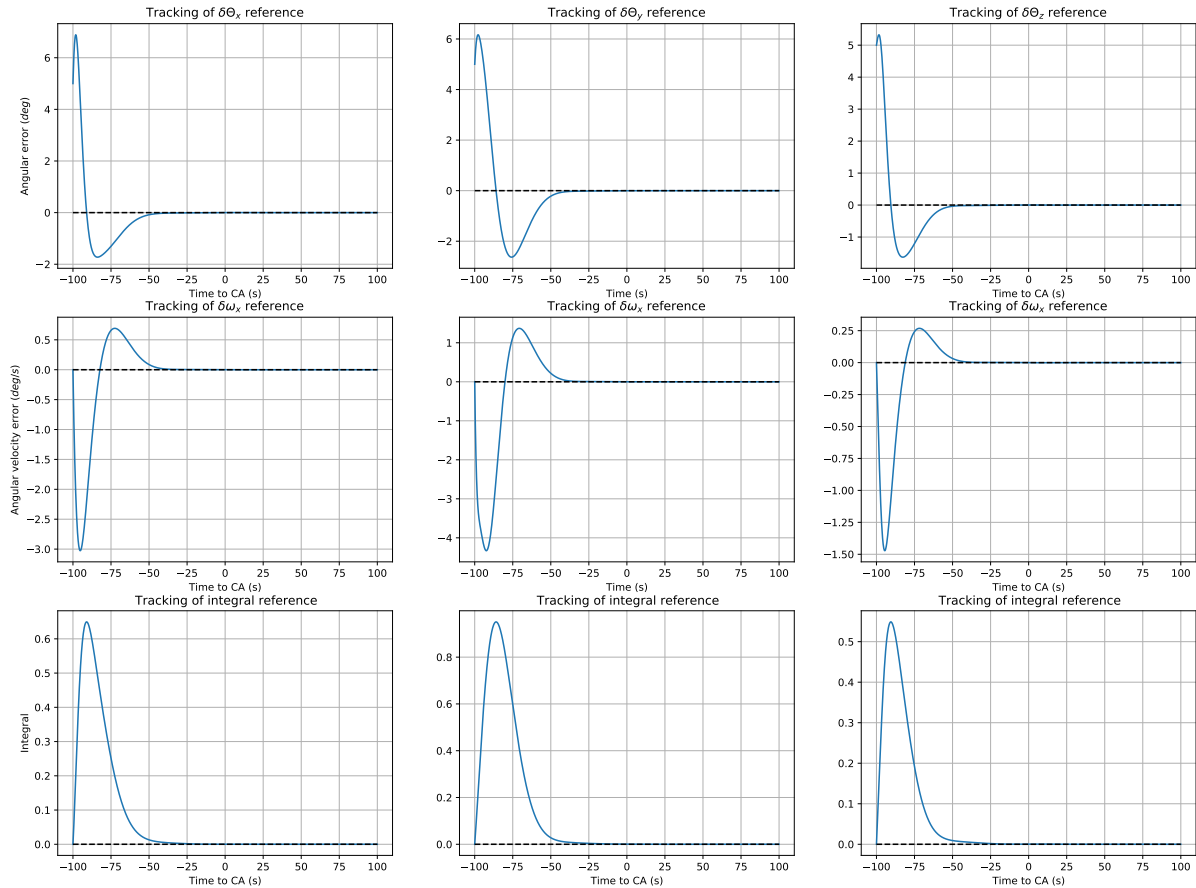 Tracking of δΘx reference
Tracking of δΘy reference
Tracking of δΘz reference
Angular error (deg)
6
4
2
0
−2
−100 −75 −50 −25 0 25 50 75 100
Time to CA (s)
6
4
2
0
−2
−100 −75 −50 −25 0 25 50 75 100
Time (s)
5
4
3
2
1
0
−1
−100 −75 −50 −25 0 25 50 75 100
Time to CA (s)
Tracking of δωx reference
Tracking of δωx reference
Tracking of δωx reference
Angular velocity error (deg/s)
0.5
0.0
−0.5
−1.0
−1.5
−2.0
−2.5
−3.0
−100 −75 −50 −25 0 25 50 75 100
Time to CA (s)
1
0
−1
−2
−3
−4
−100 −75 −50 −25 0 25 50 75 100
Time to CA (s)
0.25
0.00
−0.25
−0.50
−0.75
−1.00
−1.25
−1.50
−100 −75 −50 −25 0 25 50 75 100
Time to CA (s)
Tracking of integral reference
Tracking of integral reference
Tracking of integral reference
Integral
0.6
0.5
0.4
0.3
0.2
0.1
0.0
−100 −75 −50 −25 0 25 50 75 100
Time to CA (s)
0.8
0.6
0.4
0.2
0.0
−100 −75 −50 −25 0 25 50 75 100
Time to CA (s)
0.5
0.4
0.3
0.2
0.1
0.0
−100 −75 −50 −25 0 25 50 75 100
Time to CA (s)